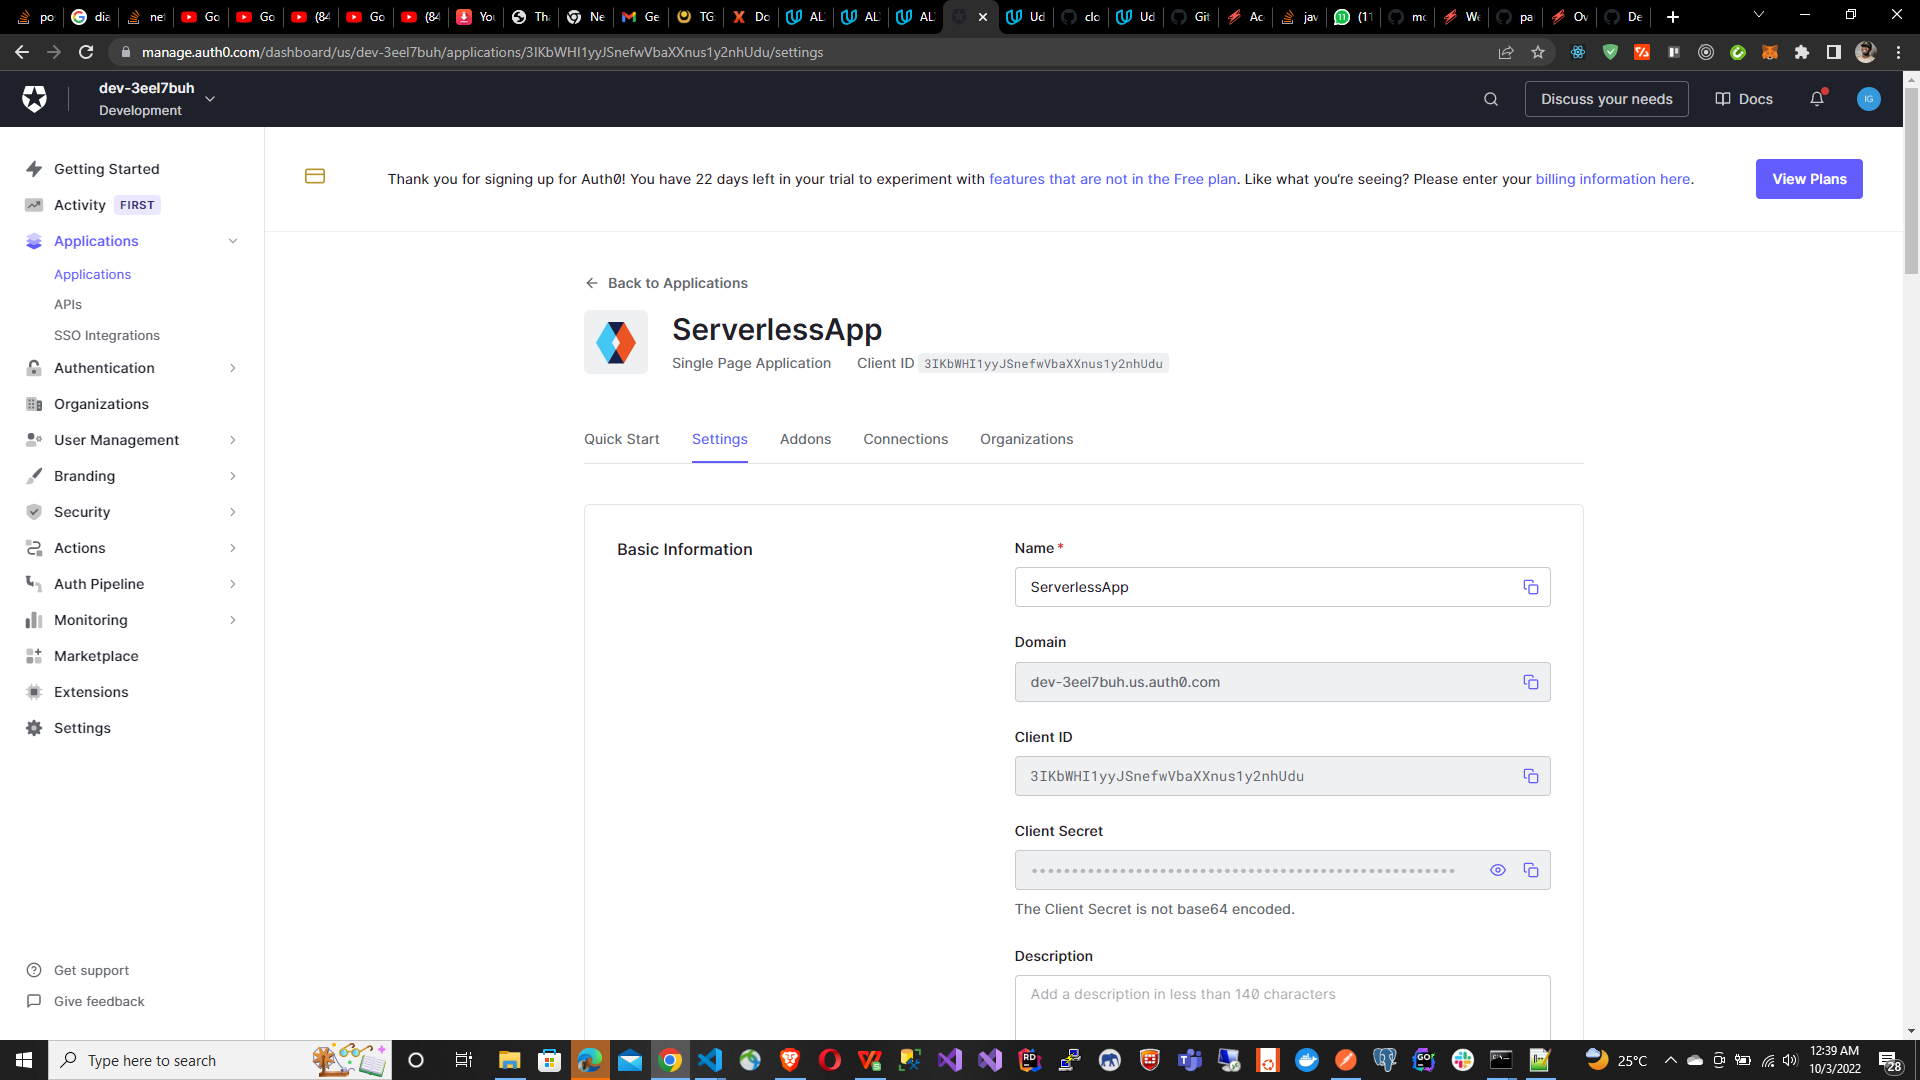 po
dia
net
Go
Go
(84
Go
(84
You
Tha
Ne
Ge
TG
Do
AL
AL
AL
Ud
clo
Ud
Git
Ac
jav
(11
mo
We
pa
Ov
De
manage.auth0.com/dashboard/us/dev-3eel7buh/applications/3IKbWHI1yyJSnefwVbaXXnus1y2nhUdu/settings
dev-3eel7buh
Development
Discuss your needs
Docs
IG
Getting Started
Activity FIRST
Applications
Applications
APIs
SSO Integrations
Authentication
Organizations
User Management
Branding
Security
Actions
Auth Pipeline
Monitoring
Marketplace
Extensions
Settings
Get support
Give feedback
Thank you for signing up for Auth0! You have 22 days left in your trial to experiment with features that are not in the Free plan. Like what you're seeing? Please enter your billing information here.
View Plans
Back to Applications
ServerlessApp
Single Page Application Client ID 3IKbWHI1yyJSnefwVbaXXnus1y2nhUdu
Quick Start Settings Addons Connections Organizations
Basic Information
Name *
ServerlessApp
Domain
dev-3eel7buh.us.auth0.com
Client ID
3IKbWHI1yyJSnefwVbaXXnus1y2nhUdu
Client Secret
The Client Secret is not base64 encoded.
Description
Add a description in less than 140 characters
Type here to search
25°C
12:39 AM
10/3/2022
28